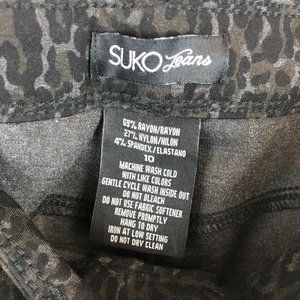 SUKO Jeans
69% RAYON/RAYON
27% NYLON/NILON
4% SPANDEX/ELASTANO
10
MACHINE WASH COLD
WITH LIKE COLORS
GENTLE CYCLE WASH INSIDE OUT
DO NOT BLEACH
DO NOT USE FABRIC SOFTENER
REMOVE PROMPTLY
HANG TO DRY
IRON AT LOW SETTING
DO NOT DRY CLEAN